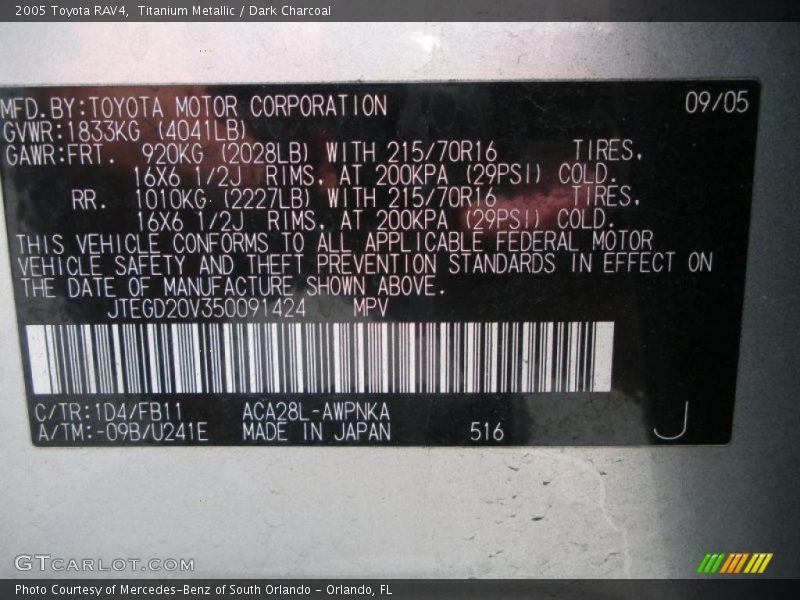 2005 Toyota RAV4,  Titanium Metallic / Dark Charcoal
MFD.BY:TOYOTA MOTOR CORPORATION 09/05
GVWR:1833KG (4041LB)
GAWR:FRT. 920KG (2028LB) WITH 215/70R16 TIRES,
16X6 1/2J RIMS, AT 200KPA (29PSI) COLD.
RR. 1010KG (2227LB) WITH 215/70R16 TIRES,
16X6 1/2J RIMS, AT 200KPA (29PSI) COLD.
THIS VEHICLE CONFORMS TO ALL APPLICABLE FEDERAL MOTOR
VEHICLE SAFETY AND THEFT PREVENTION STANDARDS IN EFFECT ON
THE DATE OF MANUFACTURE SHOWN ABOVE.
JTEGD20V350091424 MPV
C/TR:1D4/FB11 ACA28L-AWPNKA
A/TM:-09B/U241E MADE IN JAPAN 516 J
GTCARLOT.COM
Photo Courtesy of Mercedes-Benz of South Orlando - Orlando, FL